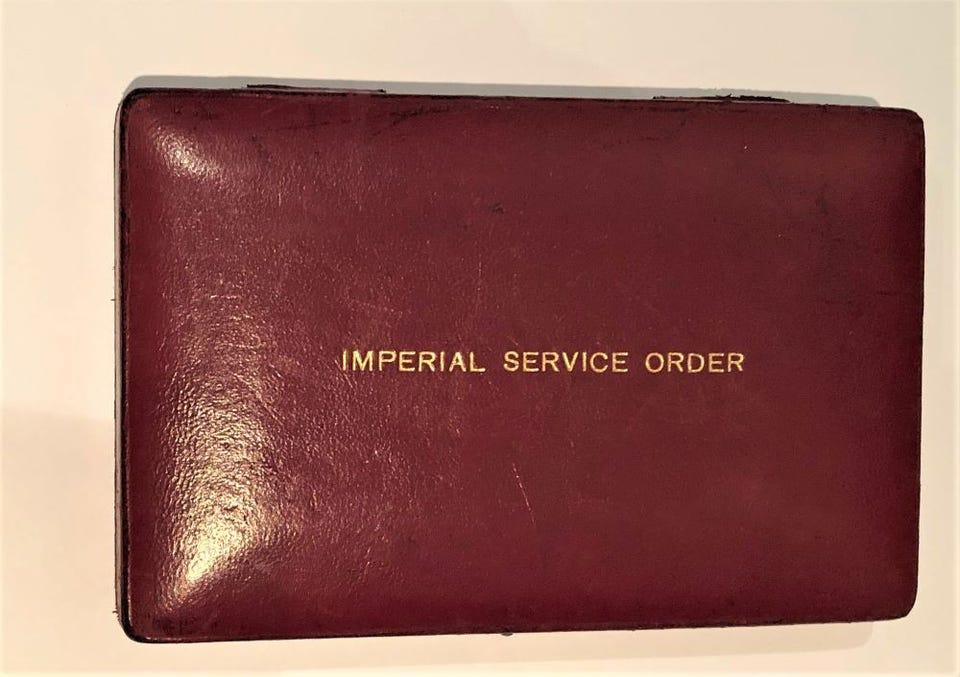 IMPERIAL SERVICE ORDER